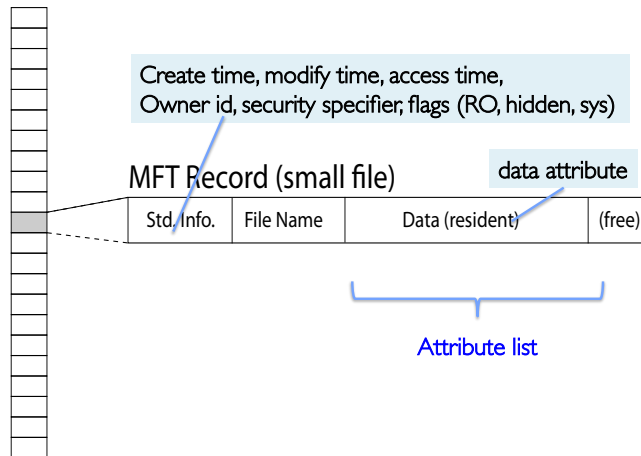 Create time, modify time, access time,
Owner id, security specifier, flags (RO, hidden, sys)
MFT Record (small file)
data attribute
Std. Info.
File Name
Data (resident)
(free)
Attribute list